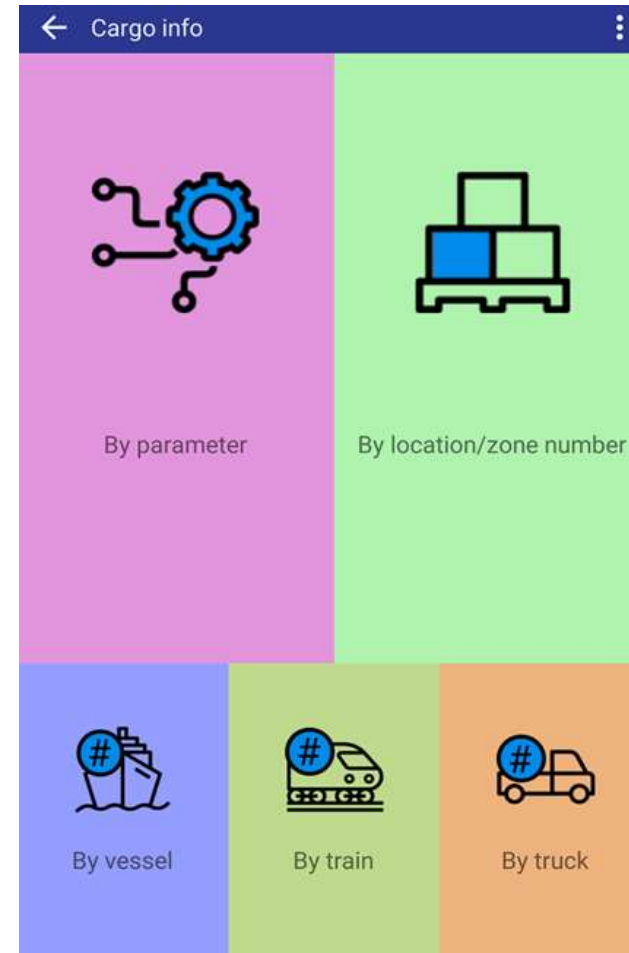 Cargo info
By parameter
By location/zone number
#
#
#
By vessel
By train
By truck